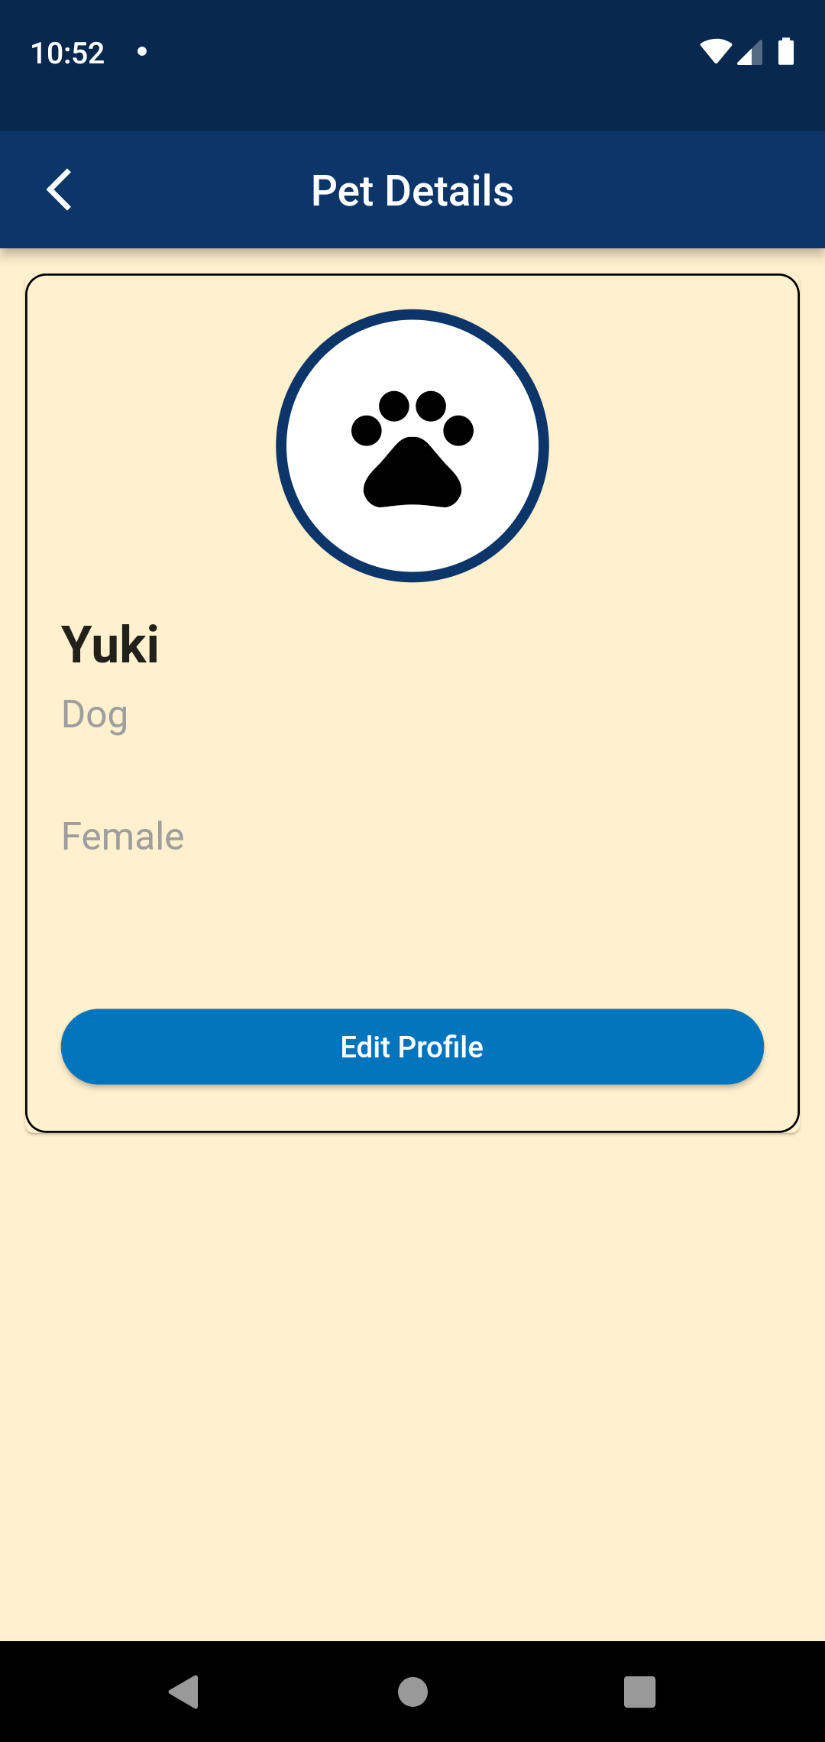 10:52
Pet Details
Yuki
Dog
Female
Edit Profile